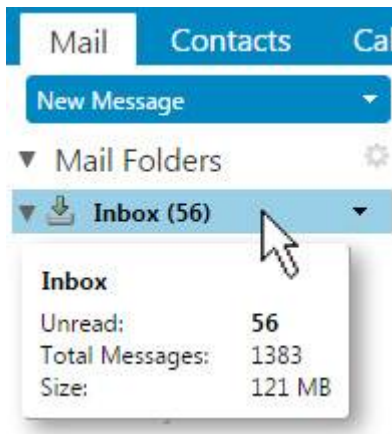 Mail Contacts
New Message
Mail Folders
Inbox (56)
Inbox
Unread: 56
Total Messages: 1383
Size: 121 MB